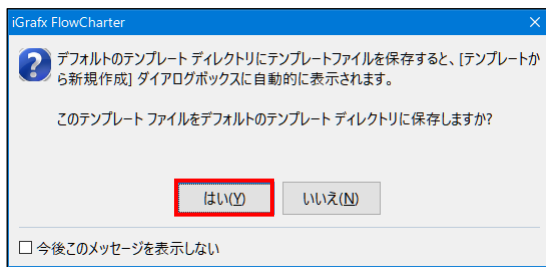 iGrafx FlowCharter
デフォルトのテンプレート ディレクトリにテンプレートファイルを保存すると、[テンプレートか
ら新規作成] ダイアログボックスに自動的に表示されます。
このテンプレート ファイルをデフォルトのテンプレート ディレクトリに保存しますか?
はい(Y)
いいえ(N)
今後このメッセージを表示しない